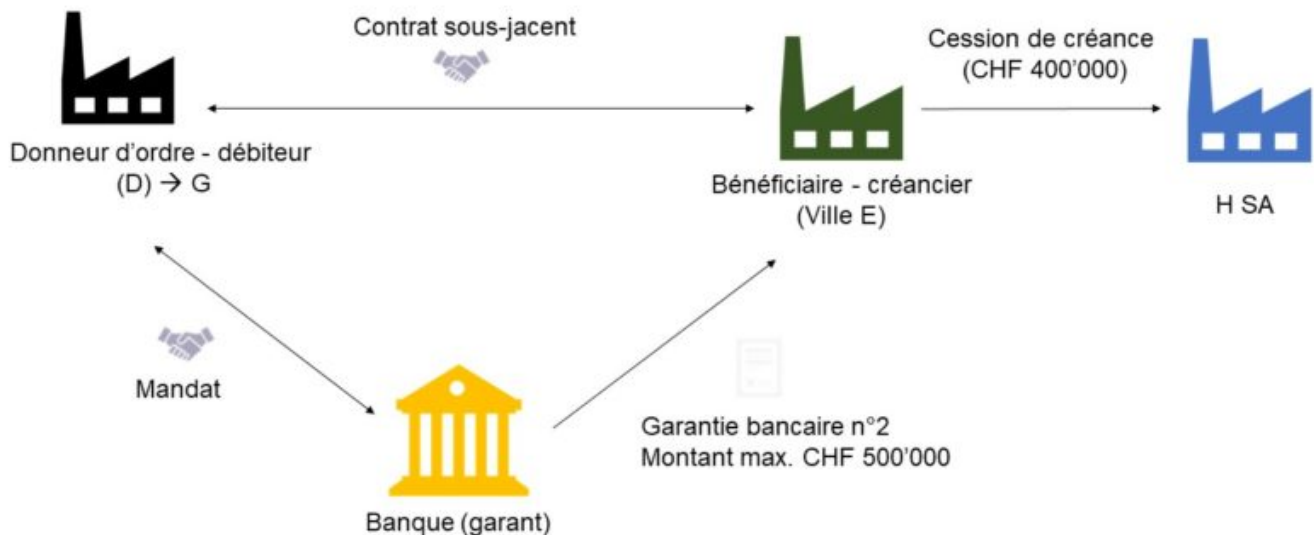 Contrat sous-jacent
Cession de créance
(CHF 400'000)
Donneur d'ordre - débiteur
(D) → G
Bénéficiaire - créancier
(Ville E)
H SA
Mandat
Garantie bancaire n°2
Montant max. CHF 500'000
Banque (garant)